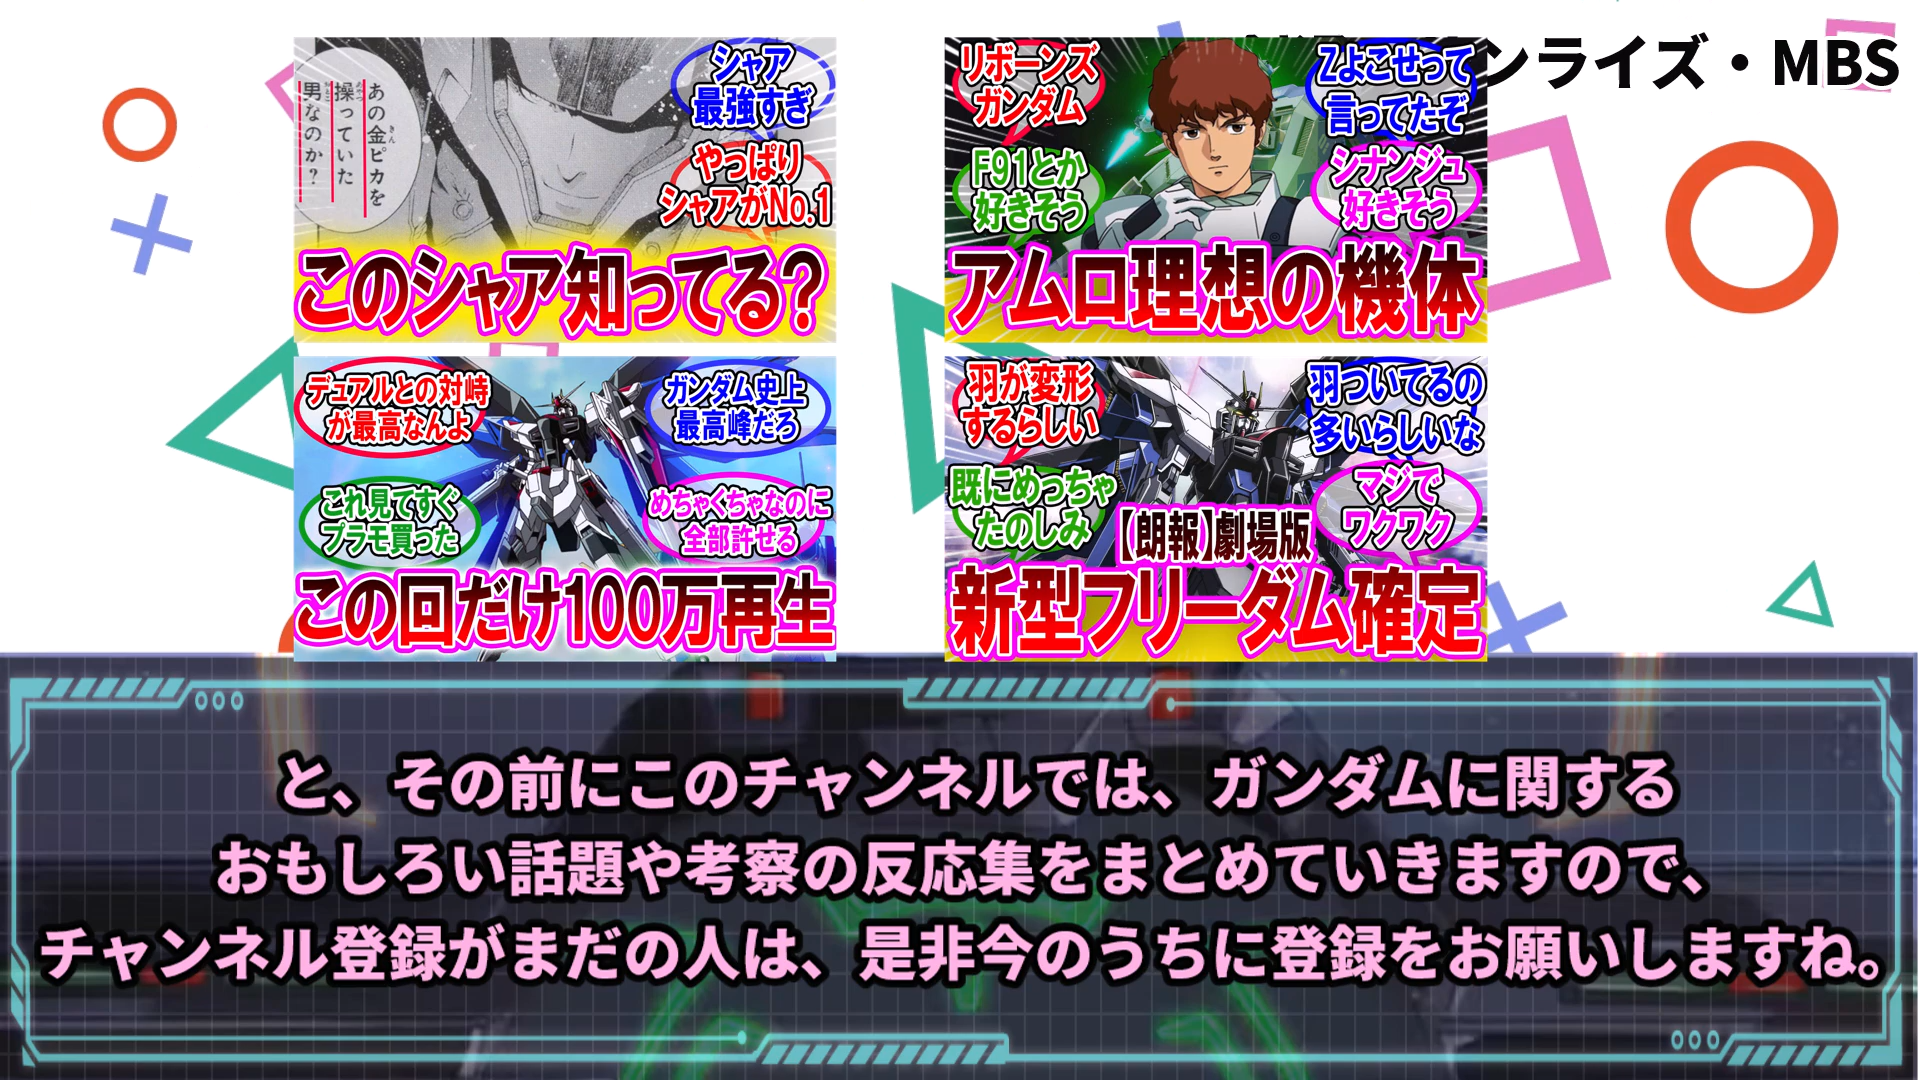 ンライズ・MBS
あの金ピカを
操っていた
男なのか?
シャア
最強すぎ
やっぱり
シャアがNo.1
このシャア知ってる?
リボーンズ
ガンダム
Zよこせって
言ってたぞ
F91とか
好きそう
シナンジュ
好きそう
アムロ理想の機体
デュアルとの対峙
が最高なんよ
ガンダム史上
最高峰だろ
これ見てすぐ
プラモ買った
めちゃくちゃなのに
全部許せる
この回だけ100万再生
羽が変形
するらしい
羽ついてるの
多いらしいな
既にめっちゃ
たのしみ
マジで
ワクワク
【朗報】劇場版
新型フリーダム確定
と、その前にこのチャンネルでは、ガンダムに関する
おもしろい話題や考察の反応集をまとめていきますので、
チャンネル登録がまだの人は、是非今のうちに登録をお願いしますね。